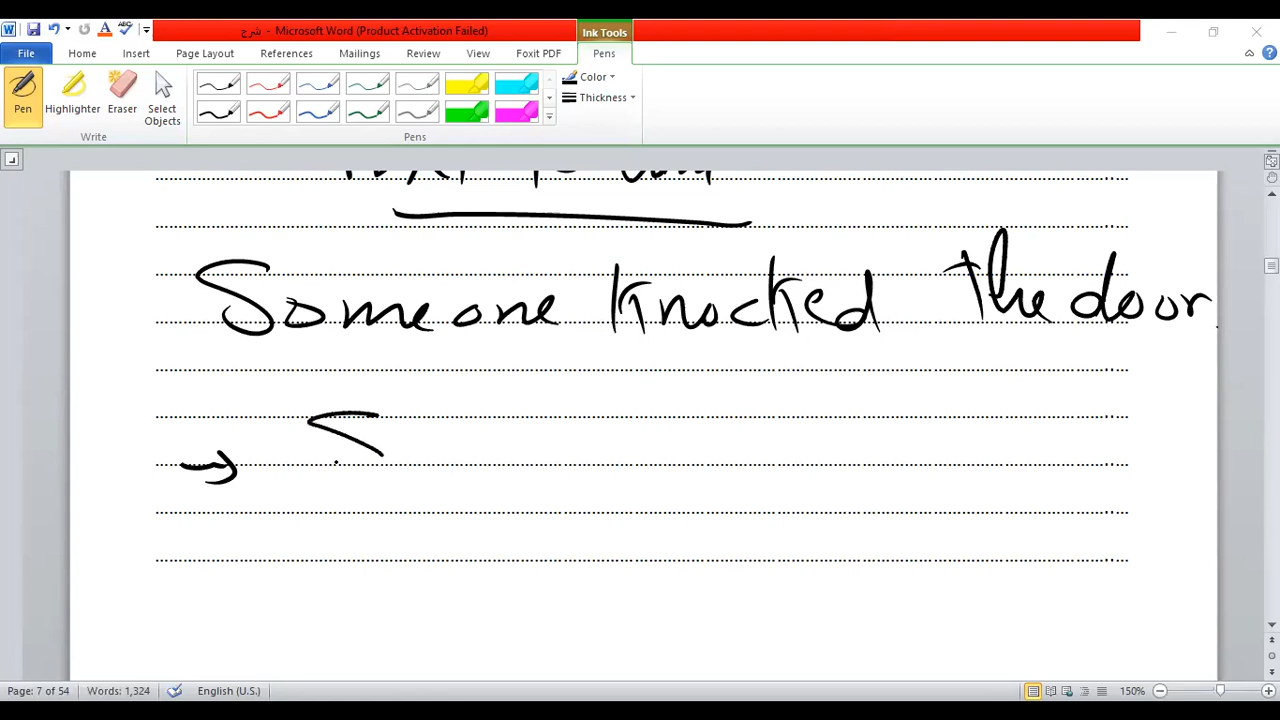 شرح - Microsoft Word (Product Activation Failed)
Ink Tools
File Home Insert Page Layout References Mailings Review View Foxit PDF Pens
Pen Highlighter Eraser Select Objects
Color
Thickness
Write Pens
Someone knocked the door.
Page: 7 of 54 Words: 1,324 English (U.S.) 150%